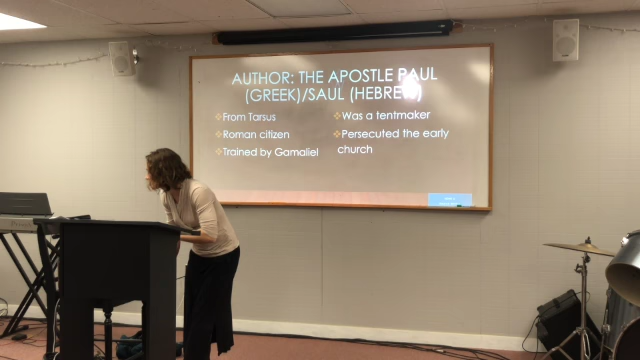 AUTHOR: THE APOSTLE PAUL
(GREEK)/SAUL (HEBREW)
From Tarsus
Roman citizen
Trained by Gamaliel
Was a tentmaker
Persecuted the early
church